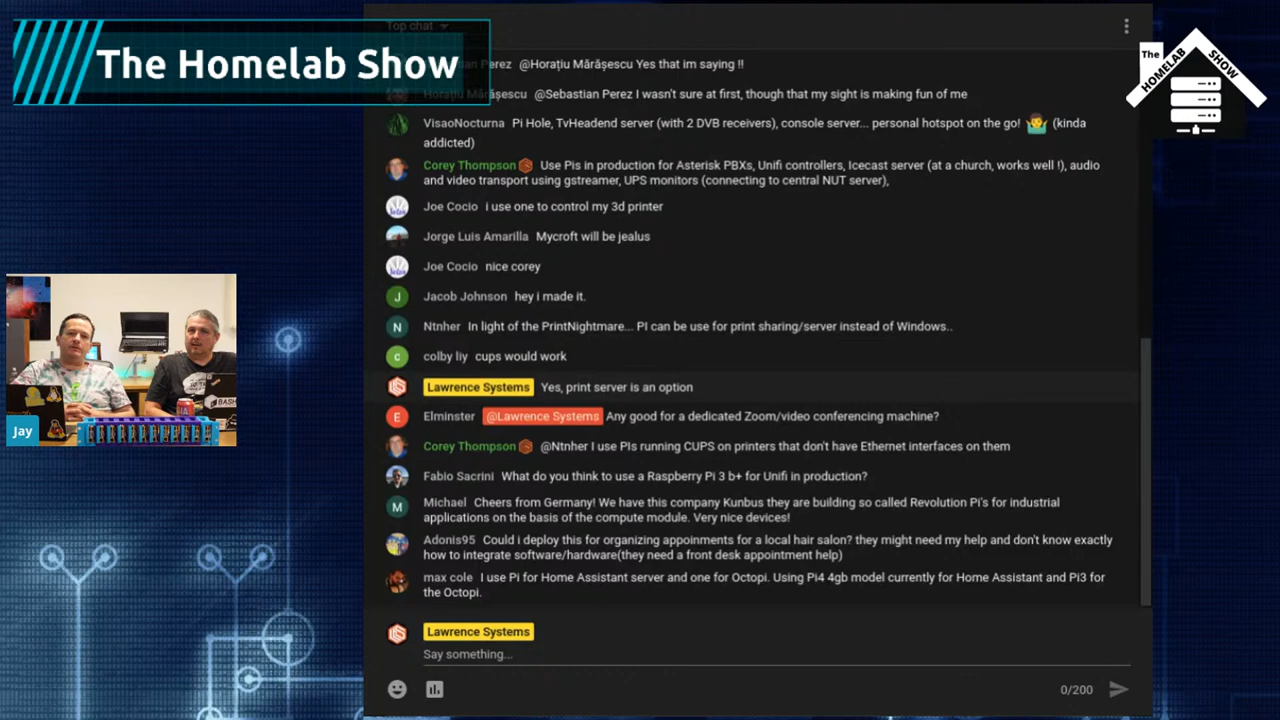 The Homelab Show
Top chat
The
HOMELAB
SHOW
Perez @Horațiu Mărășescu Yes that im saying !!
Horațiu Mărășescu @Sebastian Perez I wasn't sure at first, though that my sight is making fun of me
VisaoNocturna Pi Hole, TvHeadend server (with 2 DVB receivers), console server... personal hotspot on the go! 🤷‍♂️ (kinda
addicted)
Corey Thompson Use Pis in production for Asterisk PBXs, Unifi controllers, Icecast server (at a church, works well !), audio
and video transport using gstreamer, UPS monitors (connecting to central NUT server),
Joe Cocio i use one to control my 3d printer
Jorge Luis Amarilla Mycroft will be jealus
Joe Cocio nice corey
J Jacob Johnson hey i made it.
N Ntnher In light of the PrintNightmare... PI can be use for print sharing/server instead of Windows..
c colby liy cups would work
Lawrence Systems Yes, print server is an option
E Elminster @Lawrence Systems Any good for a dedicated Zoom/video conferencing machine?
Corey Thompson @Ntnher I use PIs running CUPS on printers that don't have Ethernet interfaces on them
Fabio Sacrini What do you think to use a Raspberry Pi 3 b+ for Unifi in production?
M Michael Cheers from Germany! We have this company Kunbus they are building so called Revolution Pi's for industrial
applications on the basis of the compute module. Very nice devices!
Adonis95 Could i deploy this for organizing appoinments for a local hair salon? they might need my help and don't know exactly
how to integrate software/hardware(they need a front desk appointment help)
max cole I use Pi for Home Assistant server and one for Octopi. Using Pi4 4gb model currently for Home Assistant and Pi3 for
the Octopi.
Lawrence Systems
Say something...
0/200
Jay
BASH